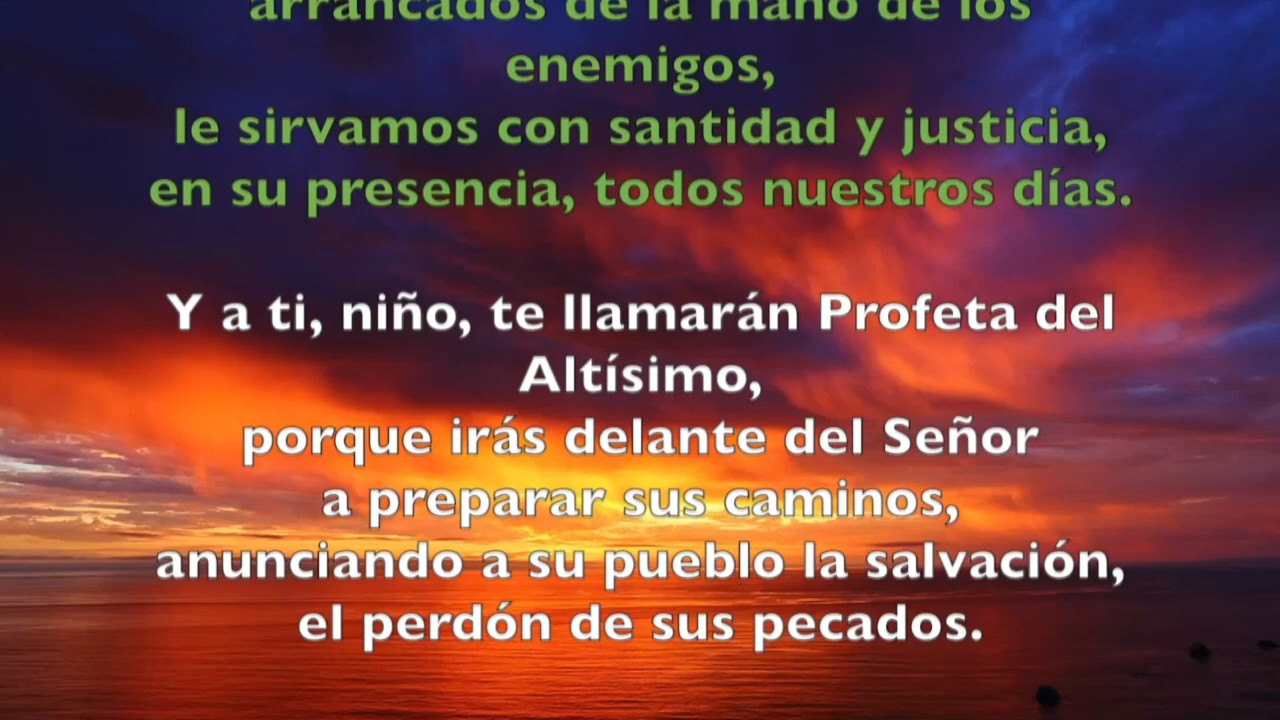 arrancados de la mano de los
enemigos,
le sirvamos con santidad y justicia,
en su presencia, todos nuestros días.
Y a ti, niño, te llamarán Profeta del
Altísimo,
porque irás delante del Señor
a preparar sus caminos,
anunciando a su pueblo la salvación,
el perdón de sus pecados.